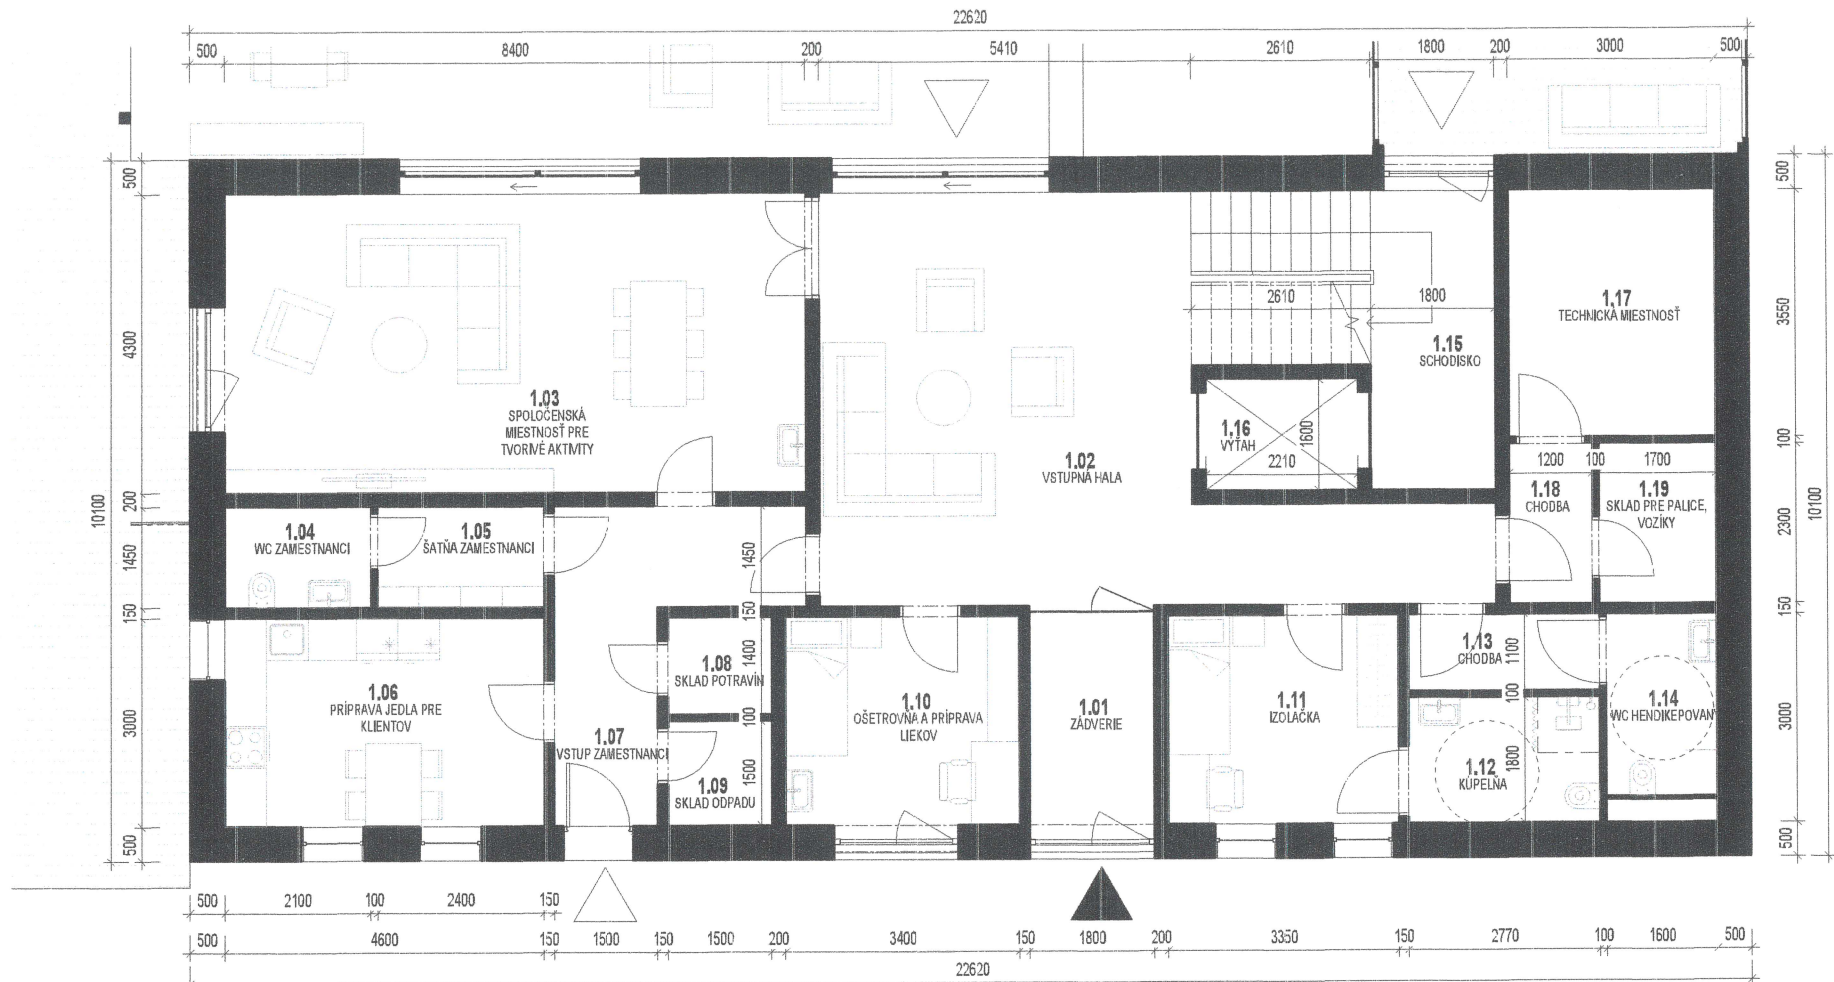 22620
500 8400 200 5410 2610 1800 200 3000 500
500
4300
200
1450
150
3000
500
10100
500
3550
100
2300
150
3000
500
10100
2610 1800
1.17
TECHNICKÁ MIESTNOSŤ
1.15
SCHODISKO
1.03
SPOLOČENSKÁ
MIESTNOSŤ PRE
TVORIVÉ AKTIVITY
1.16
VÝŤAH
1600
2210
1.02
VSTUPNÁ HALA
1200 100 1700
1.18
CHODBA
1.19
SKLAD PRE PALICE,
VOZÍKY
1.04
WC ZAMESTNANCI
1.05
ŠATŇA ZAMESTNANCI
1450
150
1400
100
1500
1.06
PRÍPRAVA JEDLA PRE
KLIENTOV
1.07
VSTUP ZAMESTNANCI
1.08
SKLAD POTRAVÍN
1.09
SKLAD ODPADU
1.10
OŠETROVŇA A PRÍPRAVA
LIEKOV
1.01
ZÁDVERIE
1.11
IZOLAČKA
1.13
CHODBA
1100
100
1800
1.12
KÚPEĽŇA
1.14
WC HENDIKEPOVANÍ
500 2100 100 2400 150
500 4600 150 1500 150 1500 200 3400 150 1800 200 3350 150 2770 100 1600 500
22620